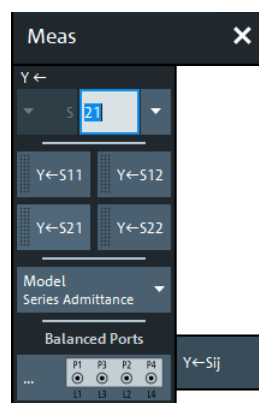 Meas
Y ←
S 21
Y←S11 Y←S12
Y←S21 Y←S22
Model
Series Admittance
Balanced Ports
... P1 P3 P2 P4
L1 L3 L2 L4
Y←Sij